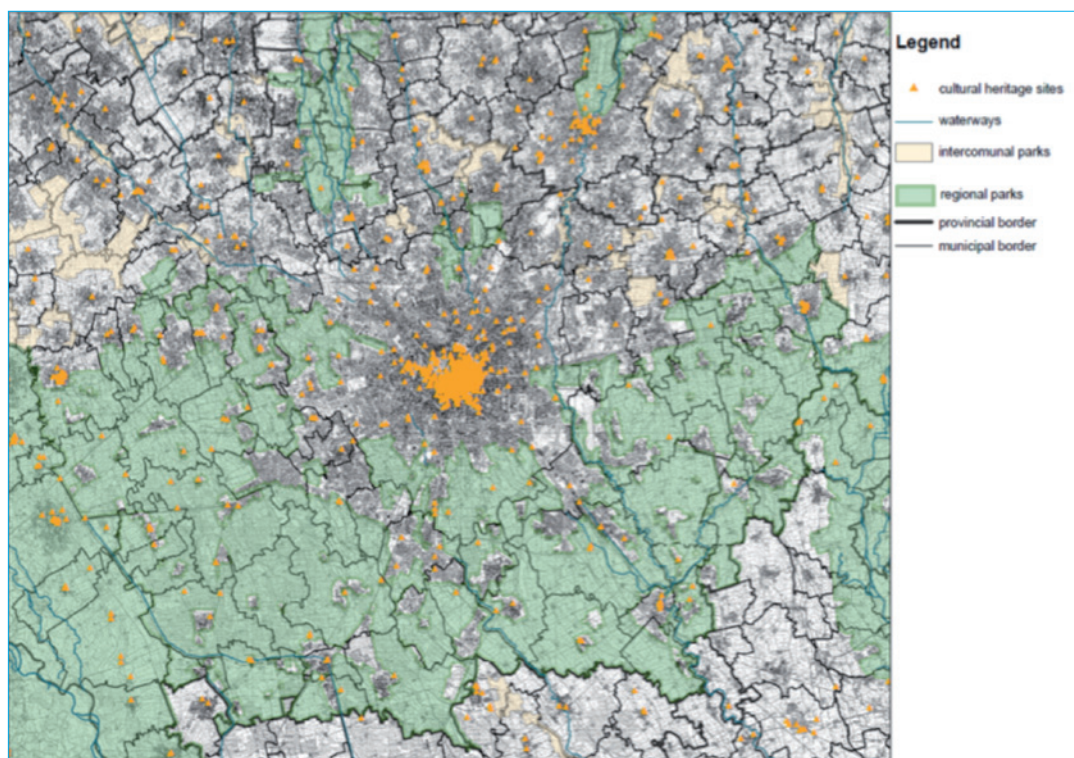 Legend
cultural heritage sites
waterways
intercomunal parks
regional parks
provincial border
municipal border